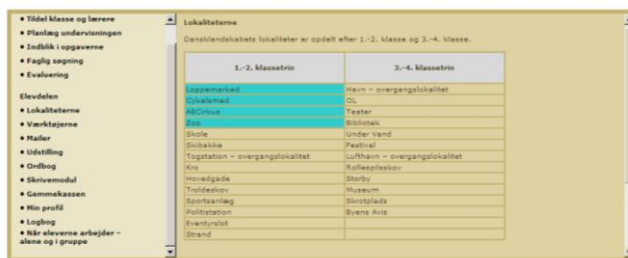 • Tildel klasse og lærere
• Planlæg undervisningen
• Indblik i opgaverne
• Faglig søgning
• Evaluering
Elevdelen
• Lokaliteterne
• Værktøjerne
• Mailer
• Udstilling
• Ordbog
• Skrivemodul
• Gemmekassen
• Min profil
• Logbog
• Når eleverne arbejder –
alene og i gruppe
Lokaliteterne
Dansklandskabets lokaliteter er opdelt efter 1.-2. klasse og 3.-4. klasse.
1.-2. klassetrin 3.-4. klassetrin
Loppemarked Havn – overgangslokalitet
Cykelsmed OL
ABCirkus Teater
Zoo Bibliotek
Skole Under Vand
Skibakke Festival
Togstation – overgangslokalitet Lufthavn – overgangslokalitet
Kro Rollespilsskov
Hovedgade Storby
Troldeskov Museum
Sportsanlæg Skrotplads
Politistation Byens Avis
Eventyrslot
Strand